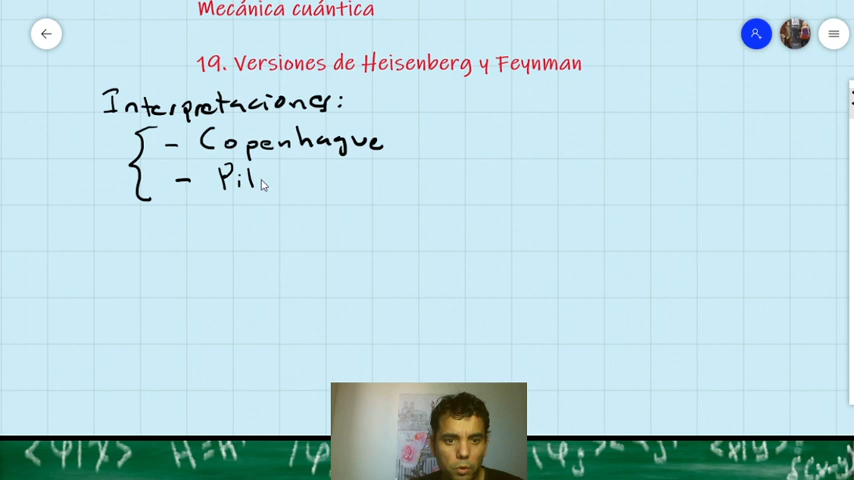 Mecánica cuántica
19. Versiones de Heisenberg y Feynman
Interpretaciones:
- Copenhague
- Pil